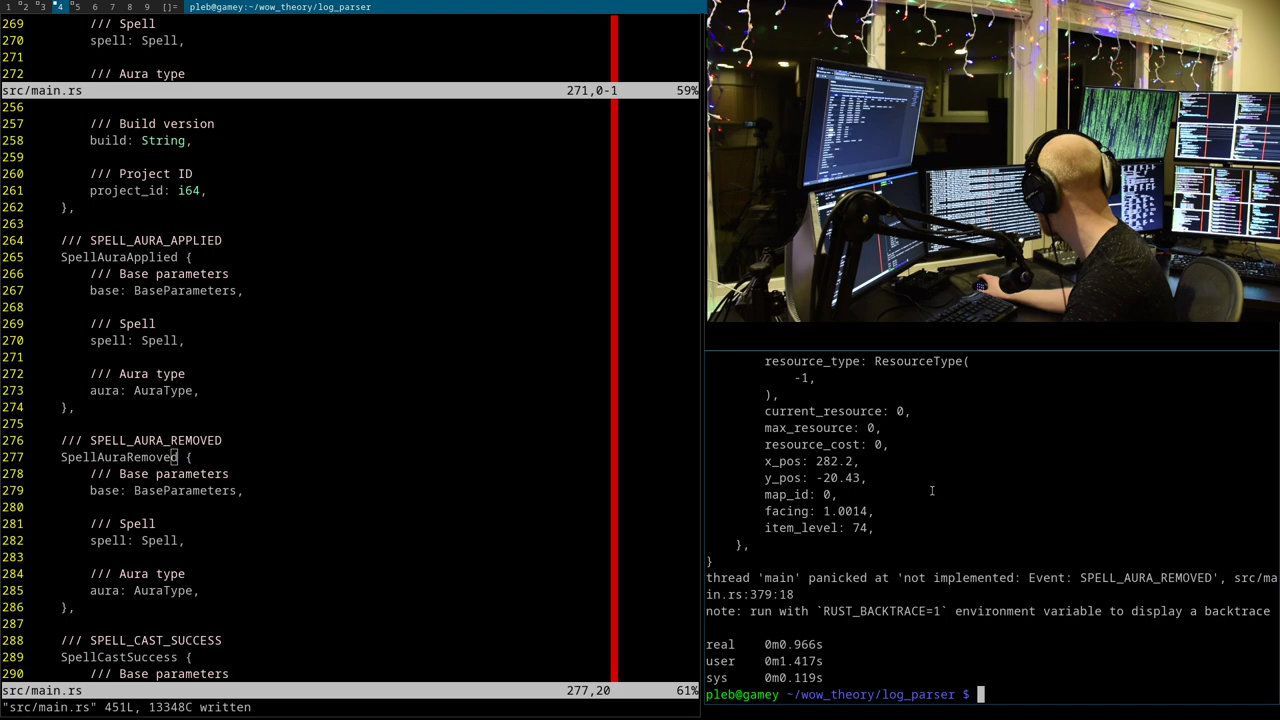 1 2 3 4 5 6 7 8 9 []= pleb@gamey:~/wow_theory/log_parser
269 /// Spell
270 spell: Spell,
271
272 /// Aura type
src/main.rs 271,0-1 59%
256
257 /// Build version
258 build: String,
259
260 /// Project ID
261 project_id: i64,
262 },
263
264 /// SPELL_AURA_APPLIED
265 SpellAuraApplied {
266 /// Base parameters
267 base: BaseParameters,
268
269 /// Spell
270 spell: Spell,
271
272 /// Aura type
273 aura: AuraType,
274 },
275
276 /// SPELL_AURA_REMOVED
277 SpellAuraRemoved {
278 /// Base parameters
279 base: BaseParameters,
280
281 /// Spell
282 spell: Spell,
283
284 /// Aura type
285 aura: AuraType,
286 },
287
288 /// SPELL_CAST_SUCCESS
289 SpellCastSuccess {
290 /// Base parameters
src/main.rs 277,20 61%
"src/main.rs" 451L, 13348C written
resource_type: ResourceType(
-1,
),
current_resource: 0,
max_resource: 0,
resource_cost: 0,
x_pos: 282.2,
y_pos: -20.43,
map_id: 0,
facing: 1.0014,
item_level: 74,
},
}
thread 'main' panicked at 'not implemented: Event: SPELL_AURA_REMOVED', src/ma
in.rs:379:18
note: run with `RUST_BACKTRACE=1` environment variable to display a backtrace
real 0m0.966s
user 0m1.417s
sys 0m0.119s
pleb@gamey ~/wow_theory/log_parser $